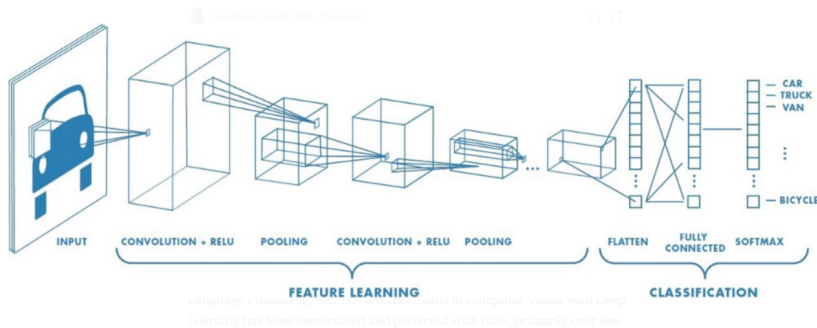 CAR
TRUCK
VAN
BICYCLE
INPUT
CONVOLUTION + RELU
POOLING
CONVOLUTION + RELU
POOLING
FLATTEN
FULLY
CONNECTED
SOFTMAX
FEATURE LEARNING
CLASSIFICATION
Language Processing, in Computer Vision with Deep
Learning has been constructed and perfected with time, primarily over one